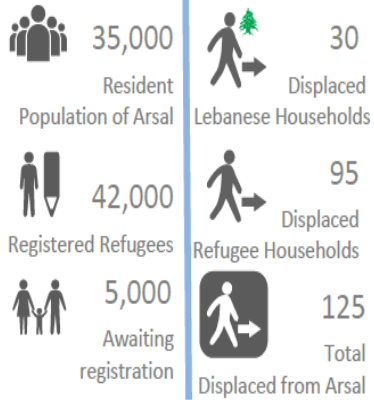 35,000
Resident
Population of Arsal
42,000
Registered Refugees
5,000
Awaiting
registration
30
Displaced
Lebanese Households
95
Displaced
Refugee Households
125
Total
Displaced from Arsal